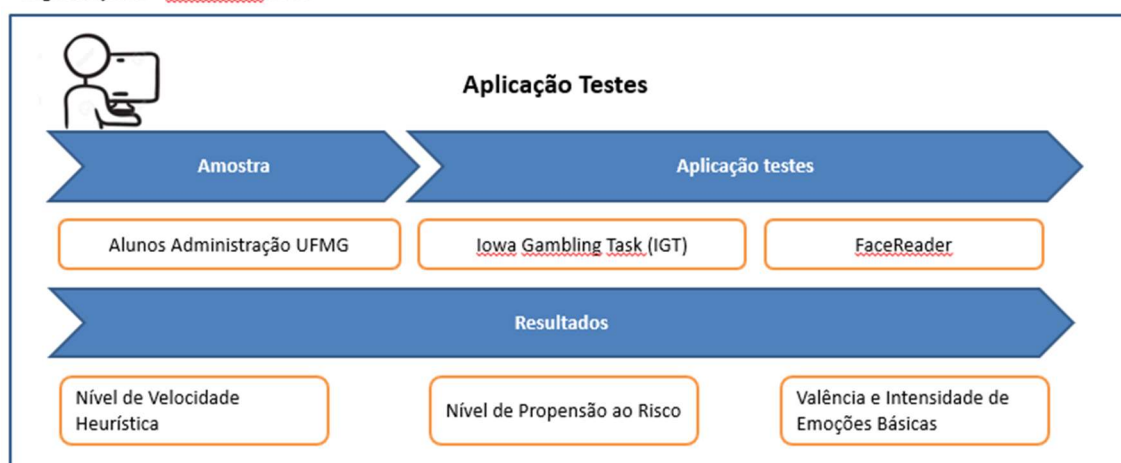 Aplicação Testes
Amostra
Aplicação testes
Alunos Administração UFMG
Iowa Gambling Task (IGT)
FaceReader
Resultados
Nível de Velocidade
Heurística
Nível de Propensão ao Risco
Valência e Intensidade de
Emoções Básicas